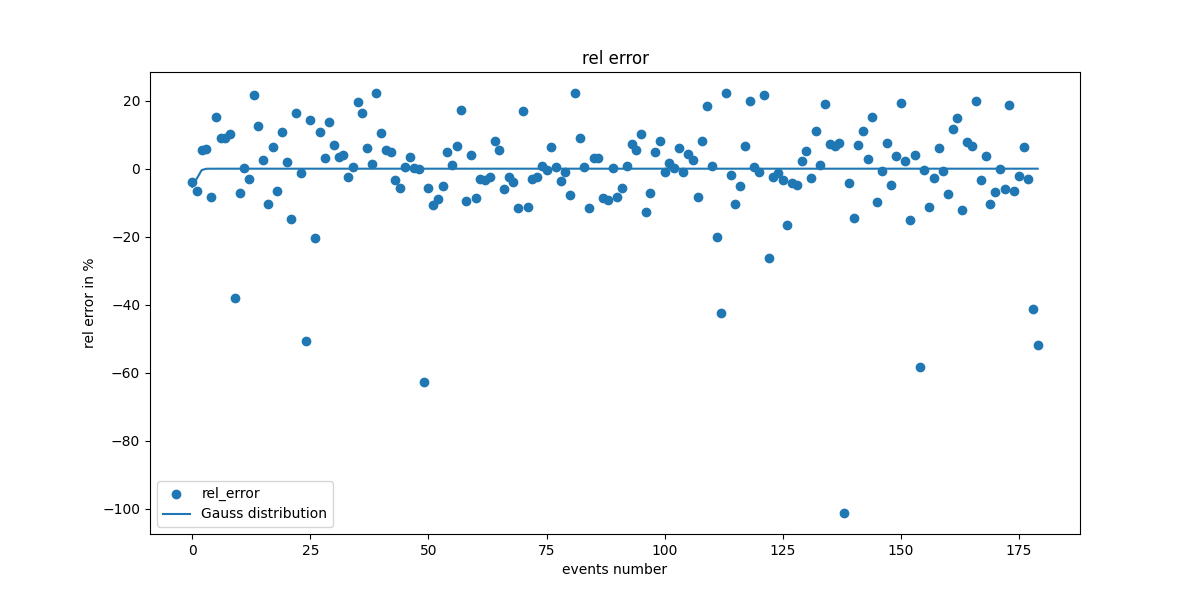 rel error
20
0
−20
−40
−60
−80
−100
rel error in %
rel_error
Gauss distribution
0 25 50 75 100 125 150 175
events number